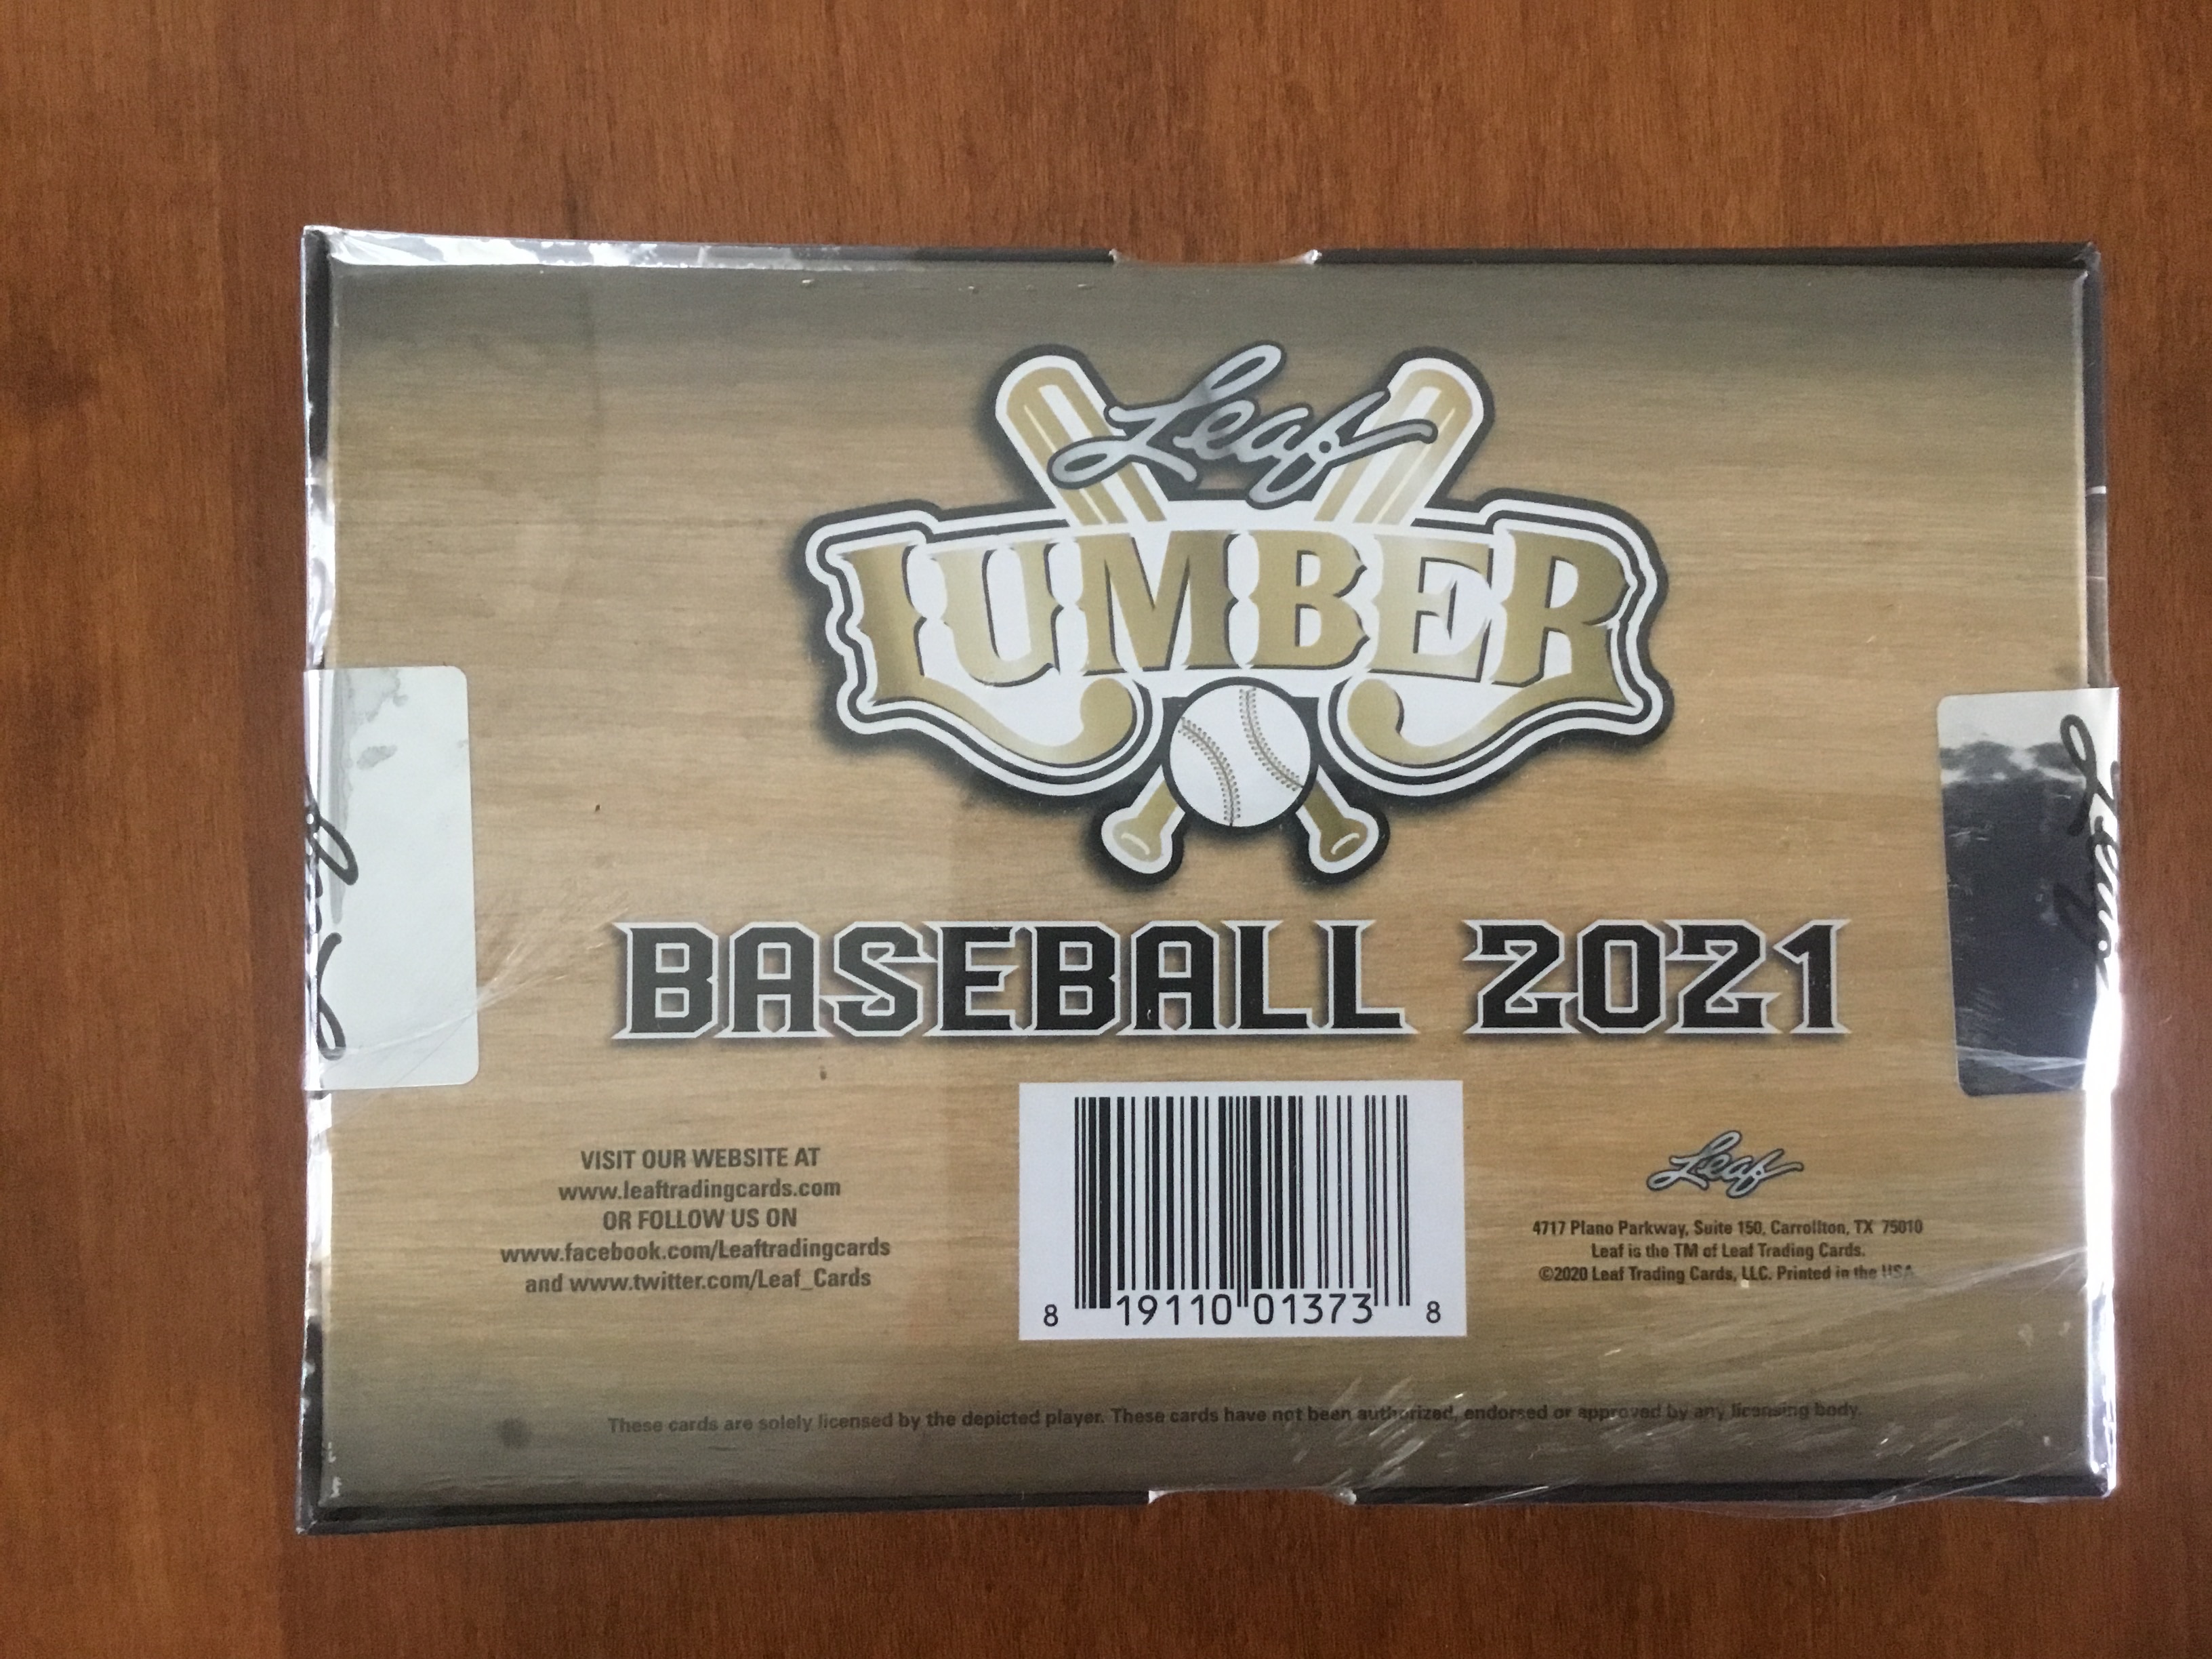 Leaf
LUMBER
BASEBALL 2021
VISIT OUR WEBSITE AT
www.leaftradingcards.com
OR FOLLOW US ON
www.facebook.com/Leaftradingcards
and www.twitter.com/Leaf_Cards
8 19110 01373 8
Leaf
4717 Plano Parkway, Suite 150, Carrollton, TX 75010
Leaf is the TM of Leaf Trading Cards.
©2020 Leaf Trading Cards, LLC. Printed in the USA.
These cards are solely licensed by the depicted player. These cards have not been authorized, endorsed or approved by any licensing body.
Leaf
Leaf